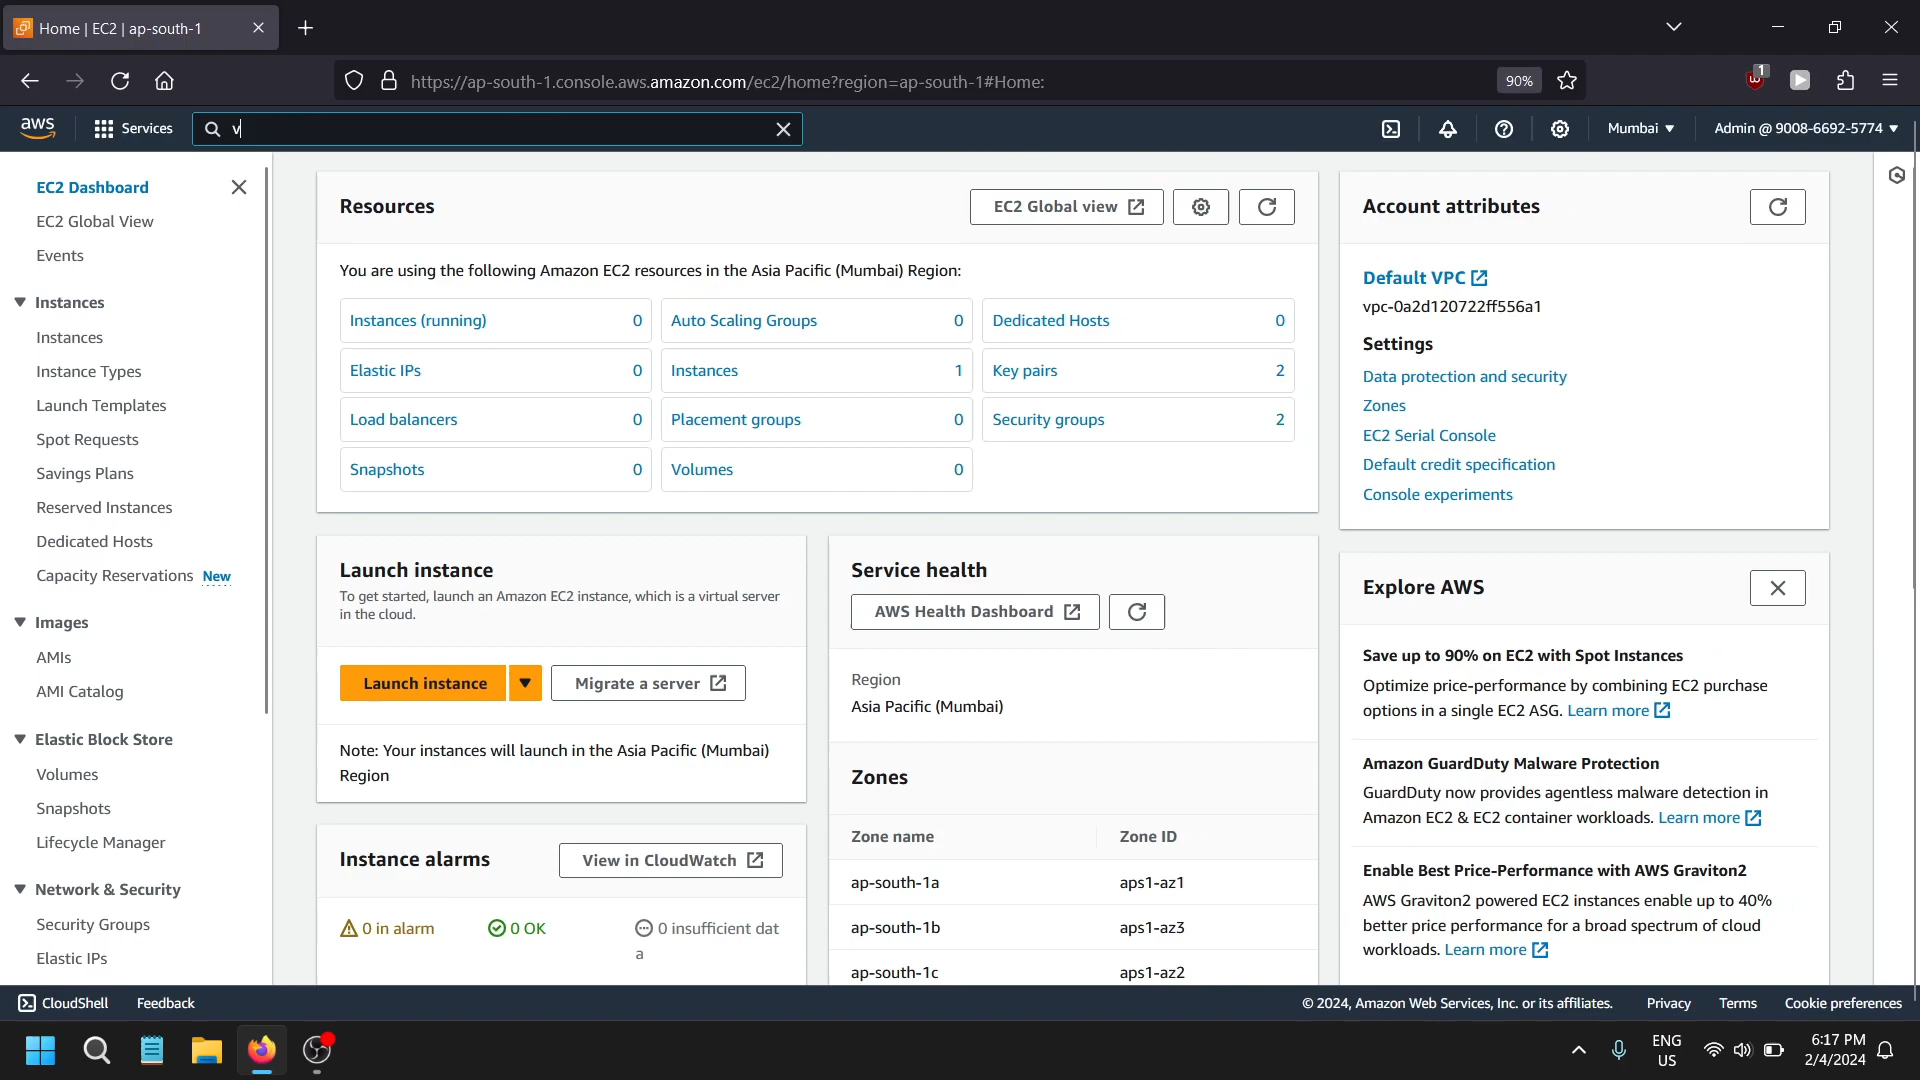 Home | EC2 | ap-south-1
https://ap-south-1.console.aws.amazon.com/ec2/home?region=ap-south-1#Home:
90%
1
aws
Services
v
Mumbai
Admin @ 9008-6692-5774
EC2 Dashboard
EC2 Global View
Events
Instances
Instances
Instance Types
Launch Templates
Spot Requests
Savings Plans
Reserved Instances
Dedicated Hosts
Capacity Reservations New
Images
AMIs
AMI Catalog
Elastic Block Store
Volumes
Snapshots
Lifecycle Manager
Network & Security
Security Groups
Elastic IPs
Resources
EC2 Global view
You are using the following Amazon EC2 resources in the Asia Pacific (Mumbai) Region:
Instances (running) 0
Auto Scaling Groups 0
Dedicated Hosts 0
Elastic IPs 0
Instances 1
Key pairs 2
Load balancers 0
Placement groups 0
Security groups 2
Snapshots 0
Volumes 0
Launch instance
To get started, launch an Amazon EC2 instance, which is a virtual server
in the cloud.
Launch instance
Migrate a server
Note: Your instances will launch in the Asia Pacific (Mumbai)
Region
Instance alarms
View in CloudWatch
0 in alarm
0 OK
0 insufficient dat
a
Service health
AWS Health Dashboard
Region
Asia Pacific (Mumbai)
Zones
Zone name
Zone ID
ap-south-1a
aps1-az1
ap-south-1b
aps1-az3
ap-south-1c
aps1-az2
Account attributes
Default VPC
vpc-0a2d120722ff556a1
Settings
Data protection and security
Zones
EC2 Serial Console
Default credit specification
Console experiments
Explore AWS
Save up to 90% on EC2 with Spot Instances
Optimize price-performance by combining EC2 purchase
options in a single EC2 ASG. Learn more
Amazon GuardDuty Malware Protection
GuardDuty now provides agentless malware detection in
Amazon EC2 & EC2 container workloads. Learn more
Enable Best Price-Performance with AWS Graviton2
AWS Graviton2 powered EC2 instances enable up to 40%
better price performance for a broad spectrum of cloud
workloads. Learn more
CloudShell
Feedback
© 2024, Amazon Web Services, Inc. or its affiliates.
Privacy
Terms
Cookie preferences
ENG
US
6:17 PM
2/4/2024